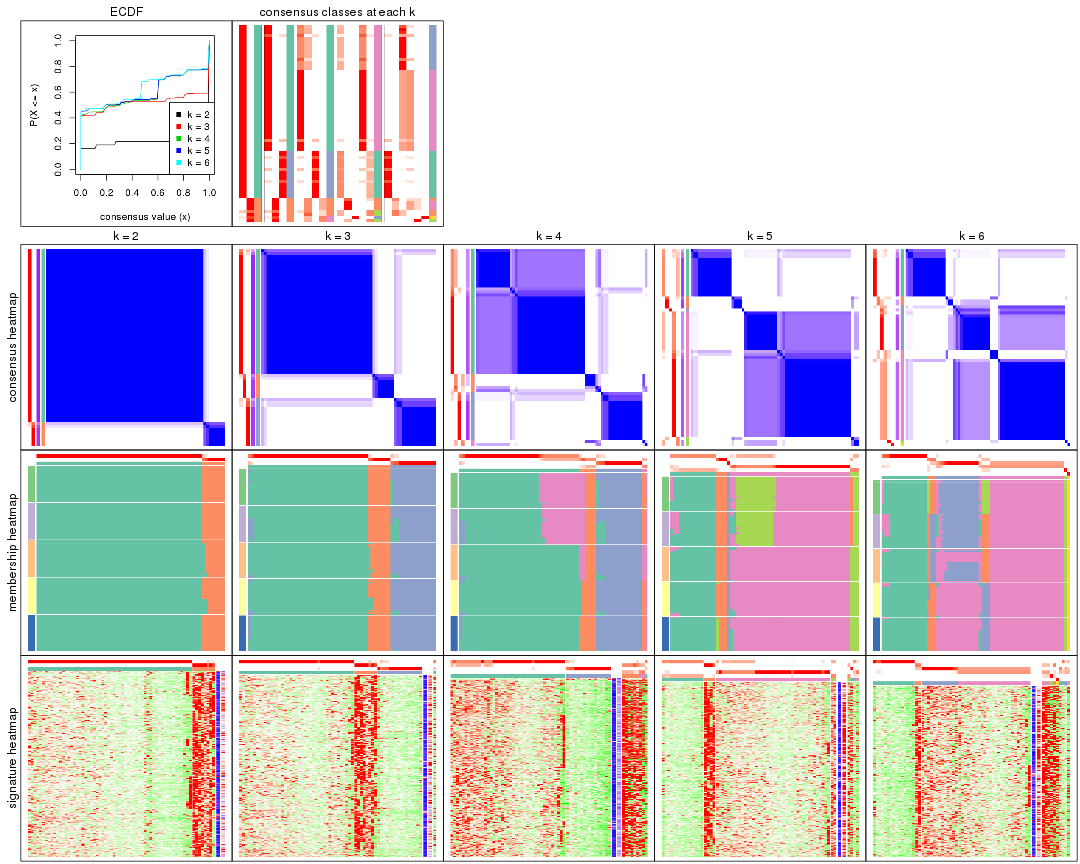 ECDF
consensus classes at each k
P(X <= x)
0.0 0.2 0.4 0.6 0.8 1.0
k = 2
k = 3
k = 4
k = 5
k = 6
0.0 0.2 0.4 0.6 0.8 1.0
consensus value (x)
k = 2 k = 3 k = 4 k = 5 k = 6
consensus heatmap
membership heatmap
signature heatmap